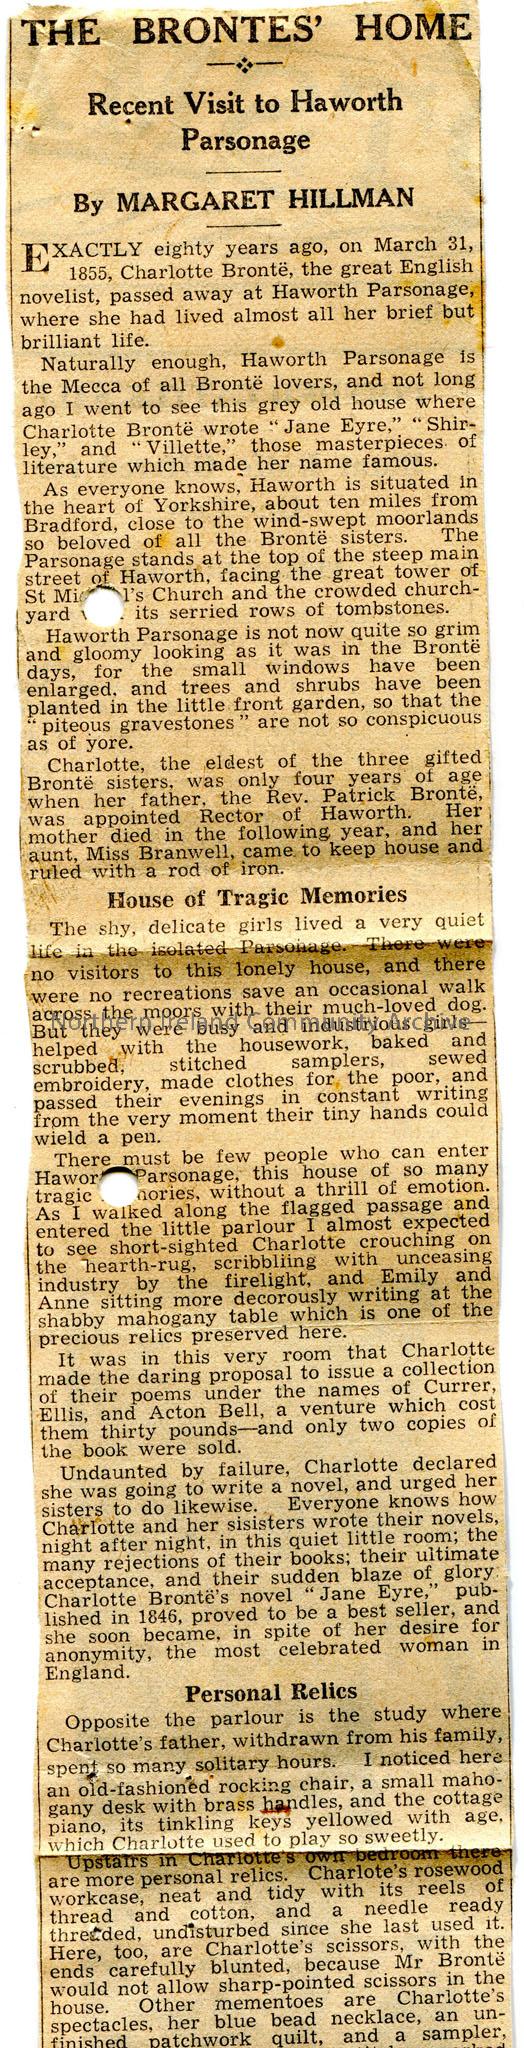 THE BRONTES' HOME
Recent Visit to Haworth
Parsonage
By MARGARET HILLMAN
EXACTLY eighty years ago, on March 31,
1855, Charlotte Brontë, the great English
novelist, passed away at Haworth Parsonage,
where she had lived almost all her brief but
brilliant life.
Naturally enough, Haworth Parsonage is
the Mecca of all Brontë lovers, and not long
ago I went to see this grey old house where
Charlotte Brontë wrote "Jane Eyre," "Shir-
ley," and "Villette," those masterpieces of
literature which made her name famous.
As everyone knows, Haworth is situated in
the heart of Yorkshire, about ten miles from
Bradford, close to the wind-swept moorlands
so beloved of all the Brontë sisters. The
Parsonage stands at the top of the steep main
street of Haworth, facing the great tower of
St Mi l's Church and the crowded church-
yard its serried rows of tombstones.
Haworth Parsonage is not now quite so grim
and gloomy looking as it was in the Brontë
days, for the small windows have been
enlarged, and trees and shrubs have been
planted in the little front garden, so that the
"piteous gravestones" are not so conspicuous
as of yore.
Charlotte, the eldest of the three gifted
Brontë sisters, was only four years of age
when her father, the Rev. Patrick Brontë,
was appointed Rector of Haworth. Her
mother died in the following year, and her
aunt, Miss Branwell, came to keep house and
ruled with a rod of iron.
House of Tragic Memories
The shy, delicate girls lived a very quiet
life in the isolated Parsonage. There were
no visitors to this lonely house, and there
were no recreations save an occasional walk
across the moors with their much-loved dog.
But they were busy and industrious girls—
Northern Ireland Community Archive
helped with the housework, baked and
scrubbed, stitched samplers, sewed
embroidery, made clothes for the poor, and
passed their evenings in constant writing
from the very moment their tiny hands could
wield a pen.
There must be few people who can enter
Hawor Parsonage, this house of so many
tragic ories, without a thrill of emotion.
As I walked along the flagged passage and
entered the little parlour I almost expected
to see short-sighted Charlotte crouching on
the hearth-rug, scribbliing with unceasing
industry by the firelight, and Emily and
Anne sitting more decorously writing at the
shabby mahogany table which is one of the
precious relics preserved here.
It was in this very room that Charlotte
made the daring proposal to issue a collection
of their poems under the names of Currer,
Ellis, and Acton Bell, a venture which cost
them thirty pounds—and only two copies of
the book were sold.
Undaunted by failure, Charlotte declared
she was going to write a novel, and urged her
sisters to do likewise. Everyone knows how
Charlotte and her sisisters wrote their novels,
night after night, in this quiet little room; the
many rejections of their books; their ultimate
acceptance, and their sudden blaze of glory.
Charlotte Brontë's novel "Jane Eyre," pub-
lished in 1846, proved to be a best seller, and
she soon became, in spite of her desire for
anonymity, the most celebrated woman in
England.
Personal Relics
Opposite the parlour is the study where
Charlotte's father, withdrawn from his family,
spent so many solitary hours. I noticed here
an old-fashioned rocking chair, a small maho-
gany desk with brass handles, and the cottage
piano, its tinkling keys yellowed with age,
which Charlotte used to play so sweetly.
Upstairs in Charlotte's own bedroom there
are more personal relics. Charlote's rosewood
workcase, neat and tidy with its reels of
thread and cotton, and a needle ready
threaded, undisturbed since she last used it.
Here, too, are Charlotte's scissors, with the
ends carefully blunted, because Mr Brontë
would not allow sharp-pointed scissors in the
house. Other mementoes are Charlotte's
spectacles, her blue bead necklace, an un-
finished patchwork quilt, and a sampler,